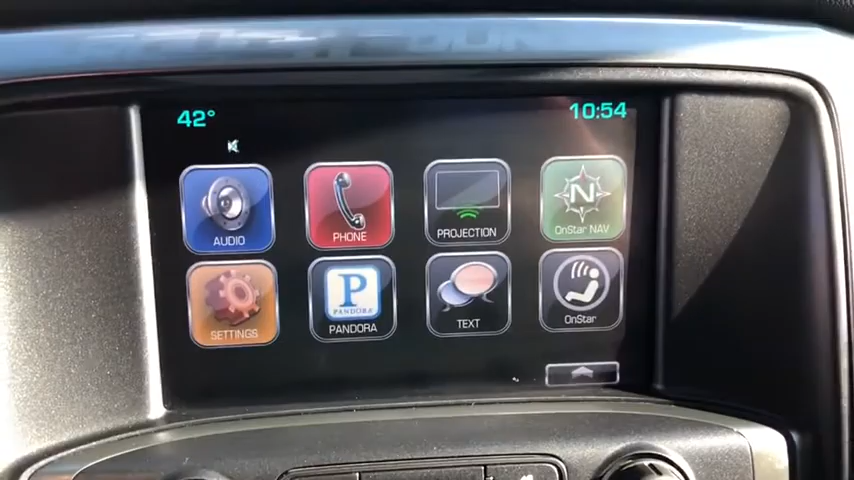 42° 10:54
AUDIO PHONE PROJECTION OnStar NAV
N
SETTINGS PANDORA TEXT OnStar
P
PANDORA